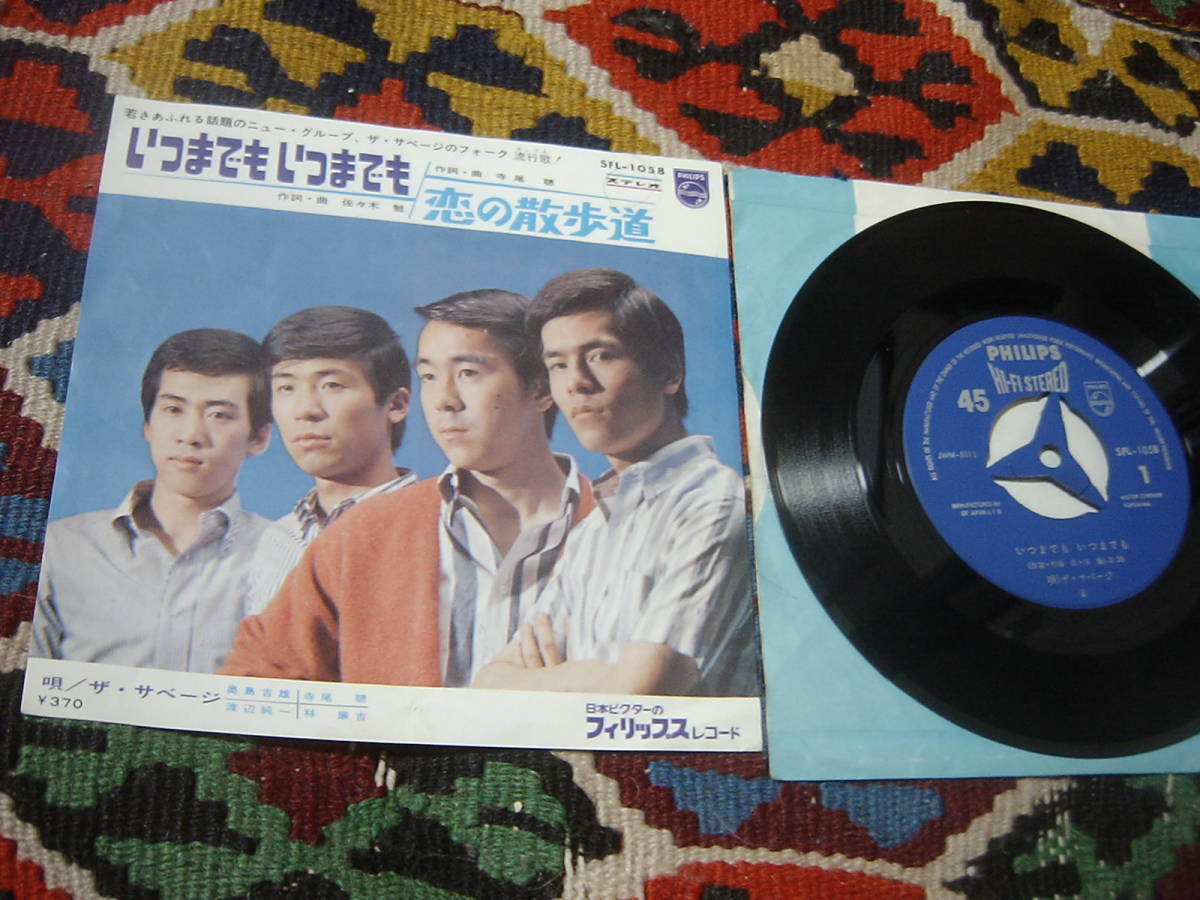 若さあふれる話題のニュー・グループ、ザ・サベージのフォーク流行歌!
いつまでも いつまでも
作詞・曲 佐々木 勉
作詞・曲 寺尾 聰
恋の散歩道
SFL-1058
ステレオ
PHILIPS
唄/ザ・サベージ
奥島吉雄
寺尾 聰
渡辺純一
林 廉吉
¥370
日本ビクターの
フィリップスレコード
PHILIPS
HI-FI STEREO
45
PHILIPS
SFL-1058
1
MANUFACTURED BY
OF JAPAN LTD
いつまでも いつまでも